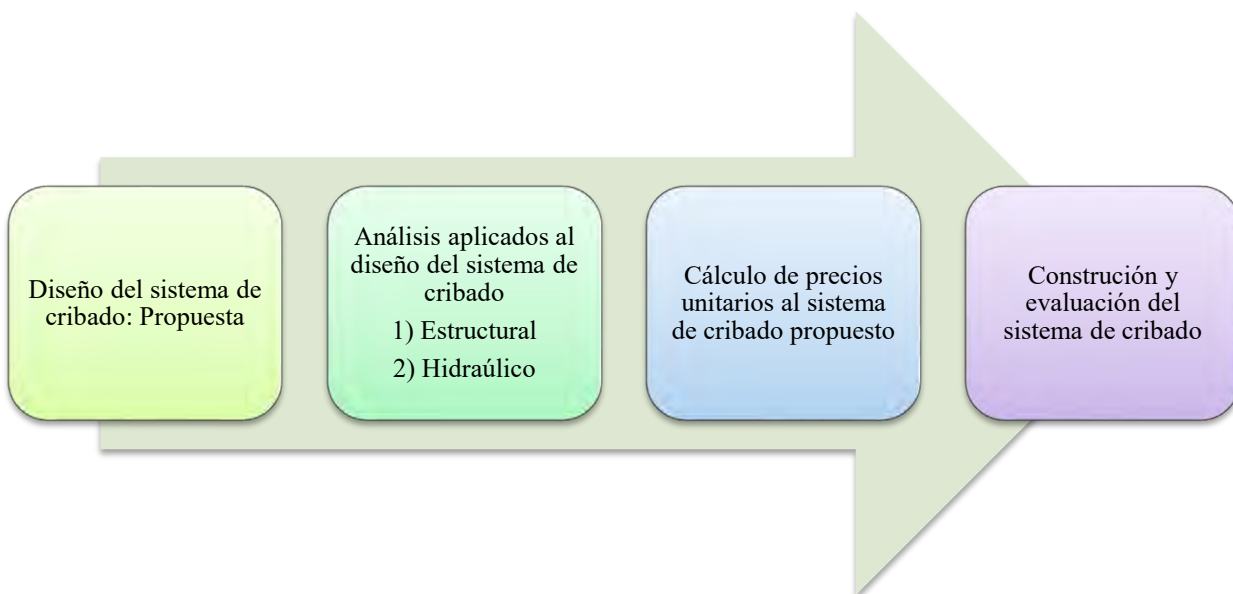 Diseño del sistema de
cribado: Propuesta
Análisis aplicados al
diseño del sistema de
cribado
1) Estructural
2) Hidraúlico
Cálculo de precios
unitarios al sistema
de cribado propuesto
Construción y
evaluación del
sistema de cribado